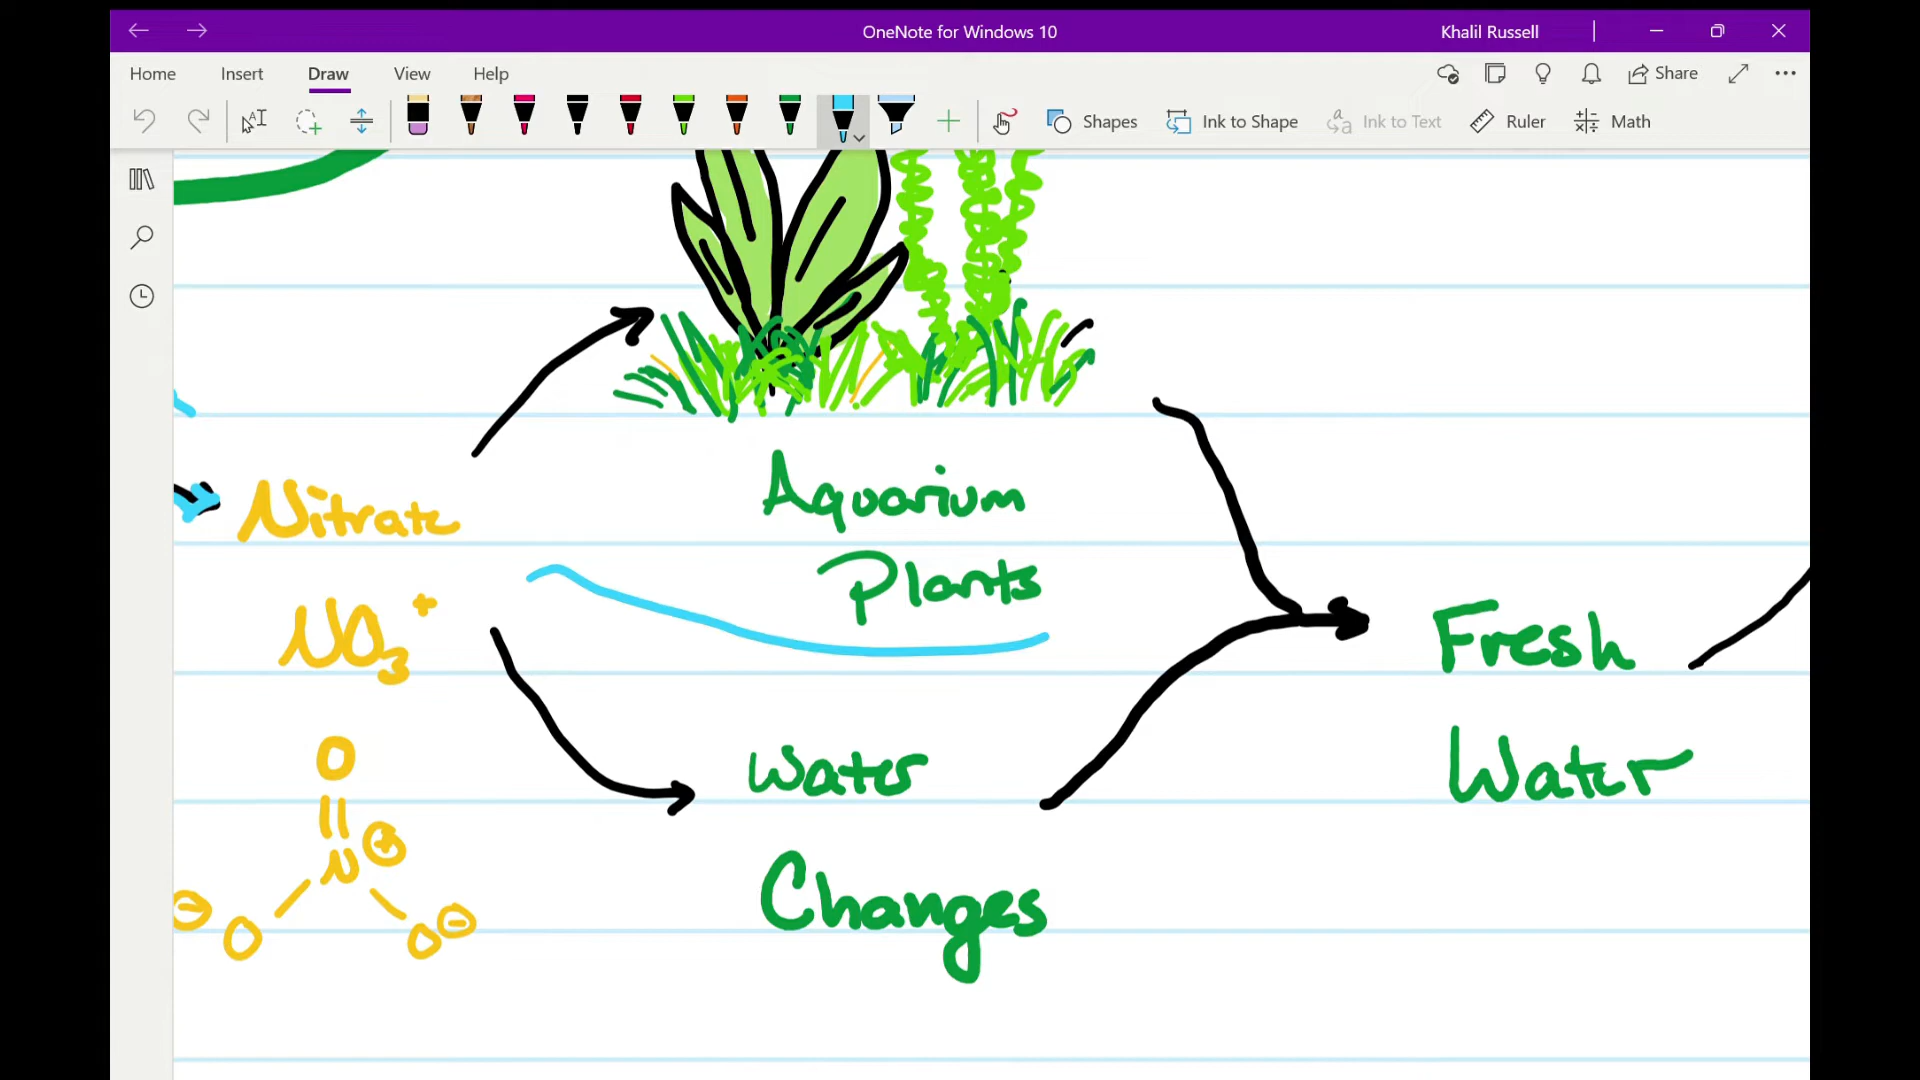 OneNote for Windows 10
Khalil Russell
Home Insert Draw View Help
Share
Shapes Ink to Shape Ink to Text Ruler Math
Nitrate
NO3+
O
N +
- O O -
Aquarium
Plants
Water
Changes
Fresh
Water